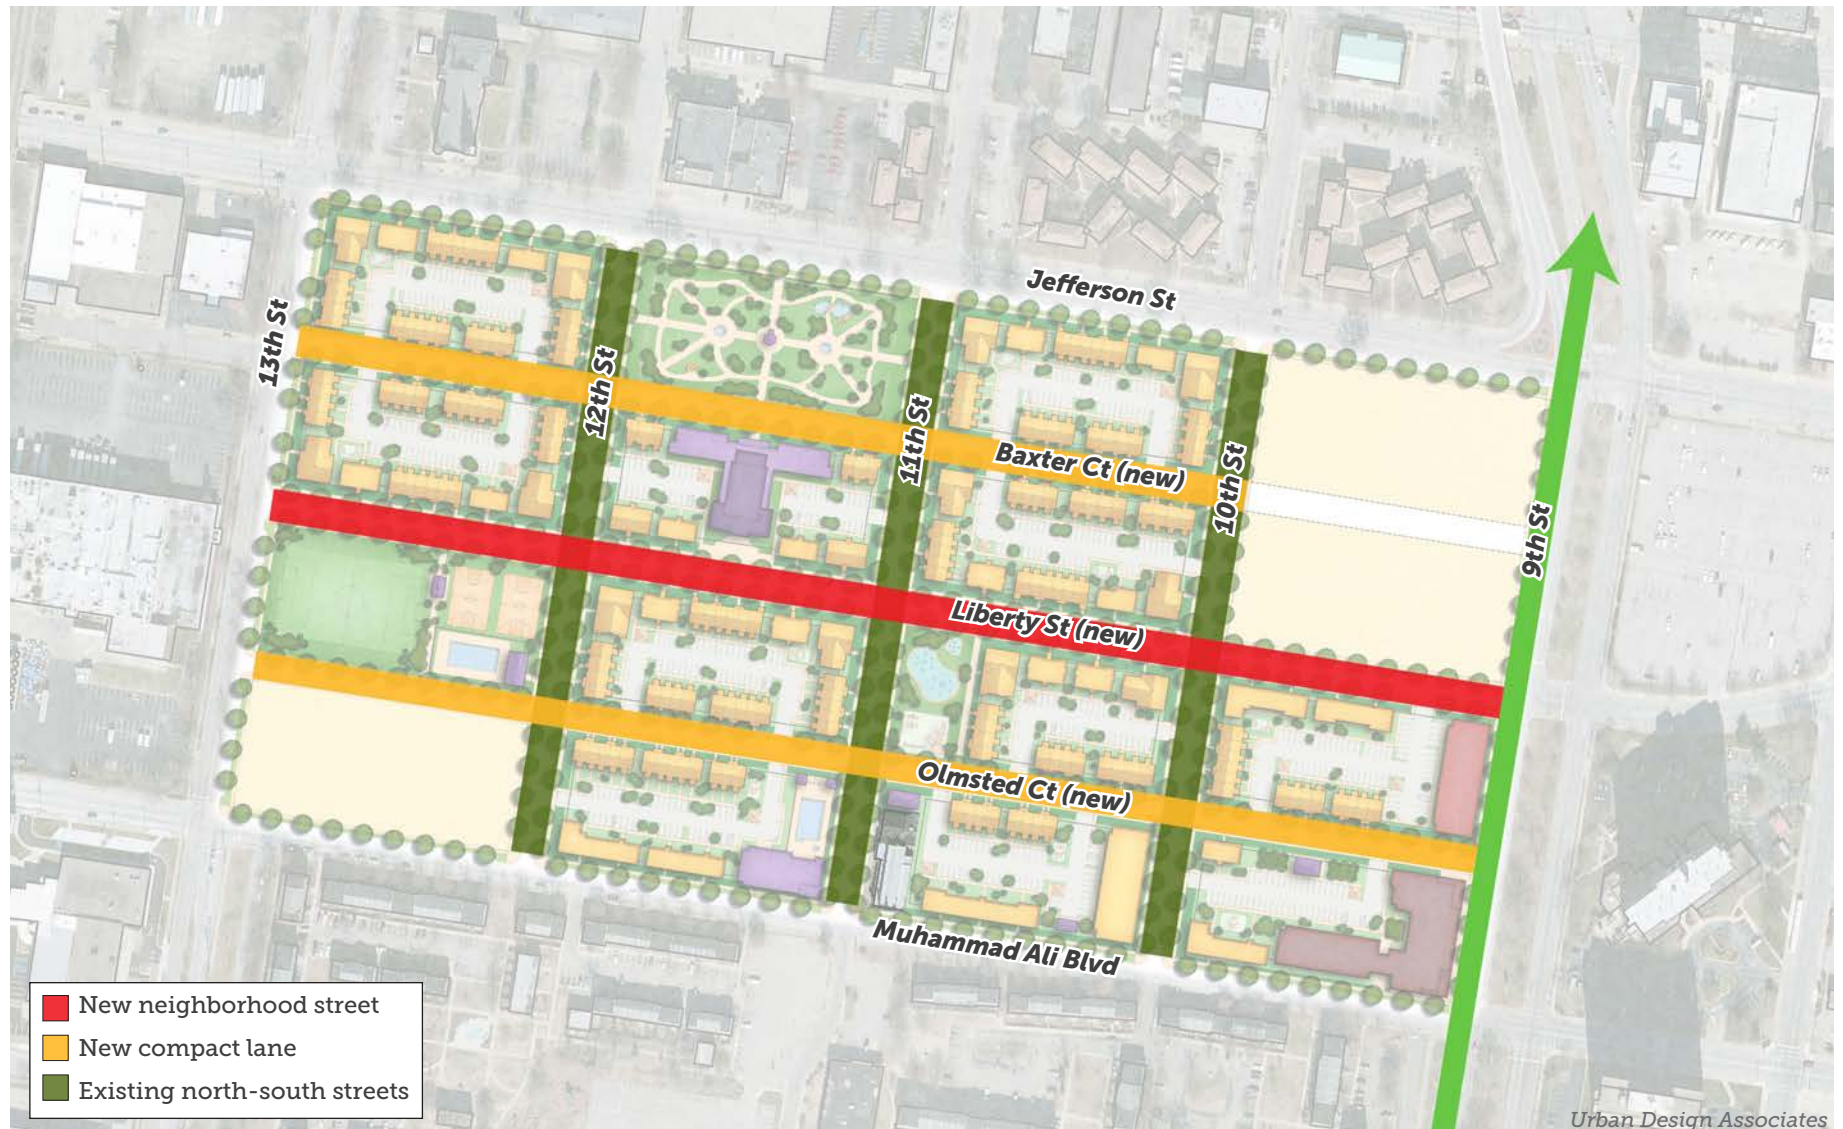 Jefferson St
13th St
12th St
11th St
Baxter Ct (new)
10th St
9th St
Liberty St (new)
Olmsted Ct (new)
Muhammad Ali Blvd
New neighborhood street
New compact lane
Existing north-south streets
Urban Design Associates